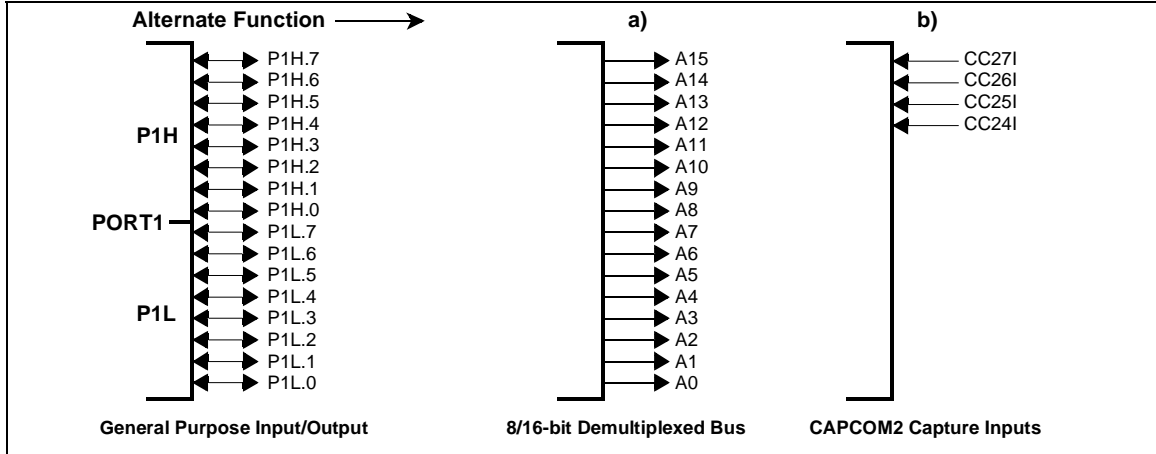 Alternate Function a) b)
P1H.7 A15 CC27I
P1H.6 A14 CC26I
P1H.5 A13 CC25I
P1H.4 A12 CC24I
P1H
P1H.3 A11
P1H.2 A10
P1H.1 A9
P1H.0 A8
PORT1
P1L.7 A7
P1L.6 A6
P1L.5 A5
P1L.4 A4
P1L
P1L.3 A3
P1L.2 A2
P1L.1 A1
P1L.0 A0
General Purpose Input/Output 8/16-bit Demultiplexed Bus CAPCOM2 Capture Inputs